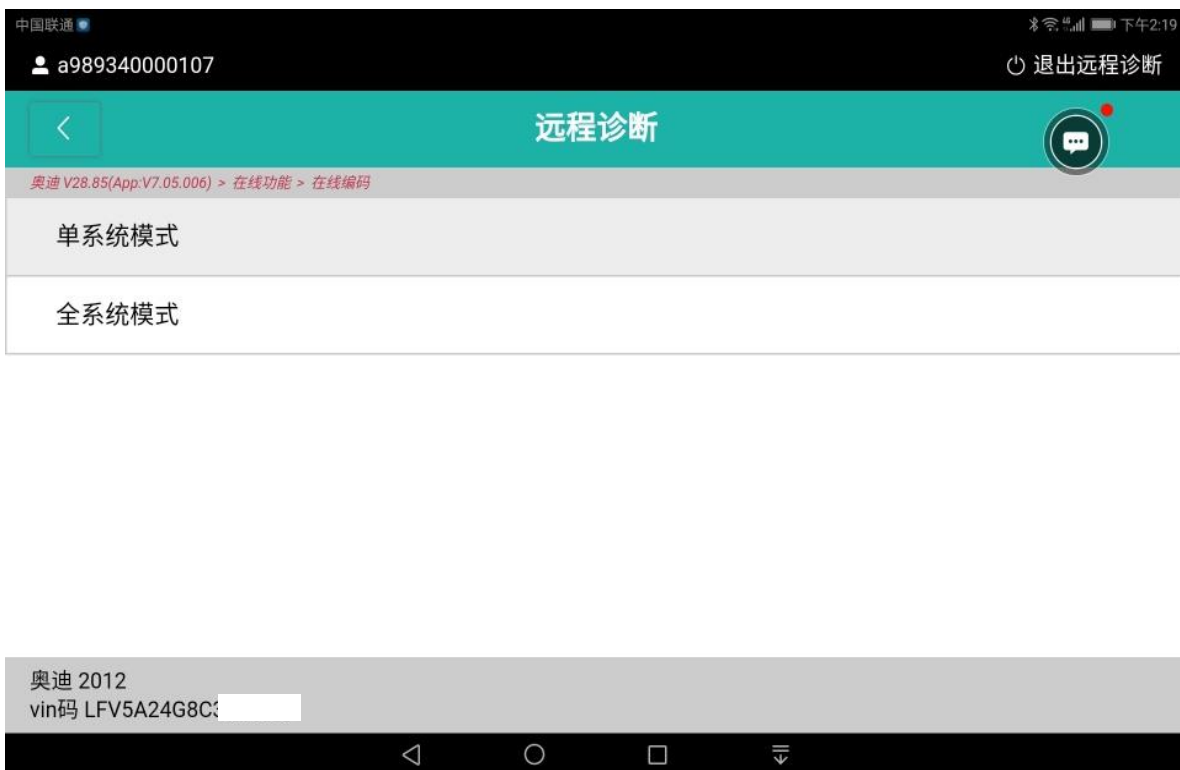 中国联通 下午2:19
a989340000107 退出远程诊断
远程诊断
奥迪 V28.85(App:V7.05.006) > 在线功能 > 在线编码
单系统模式
全系统模式
奥迪 2012
vin码 LFV5A24G8C3